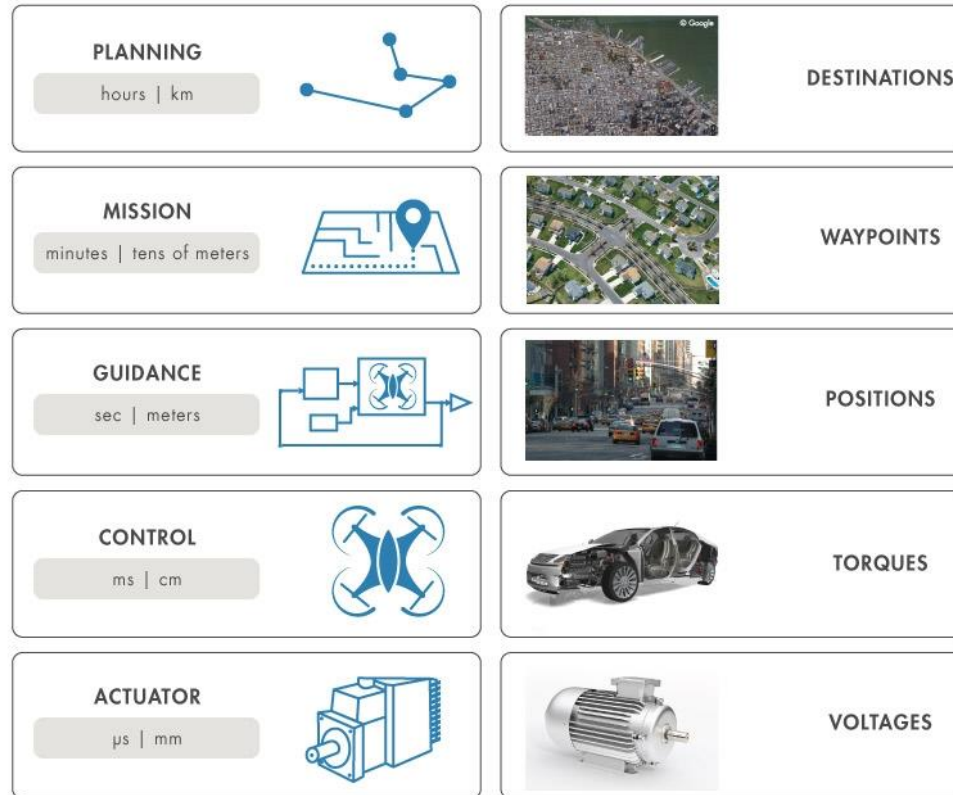 PLANNING
hours | km
© Google
DESTINATIONS
MISSION
minutes | tens of meters
WAYPOINTS
GUIDANCE
sec | meters
POSITIONS
CONTROL
ms | cm
TORQUES
ACTUATOR
µs | mm
VOLTAGES